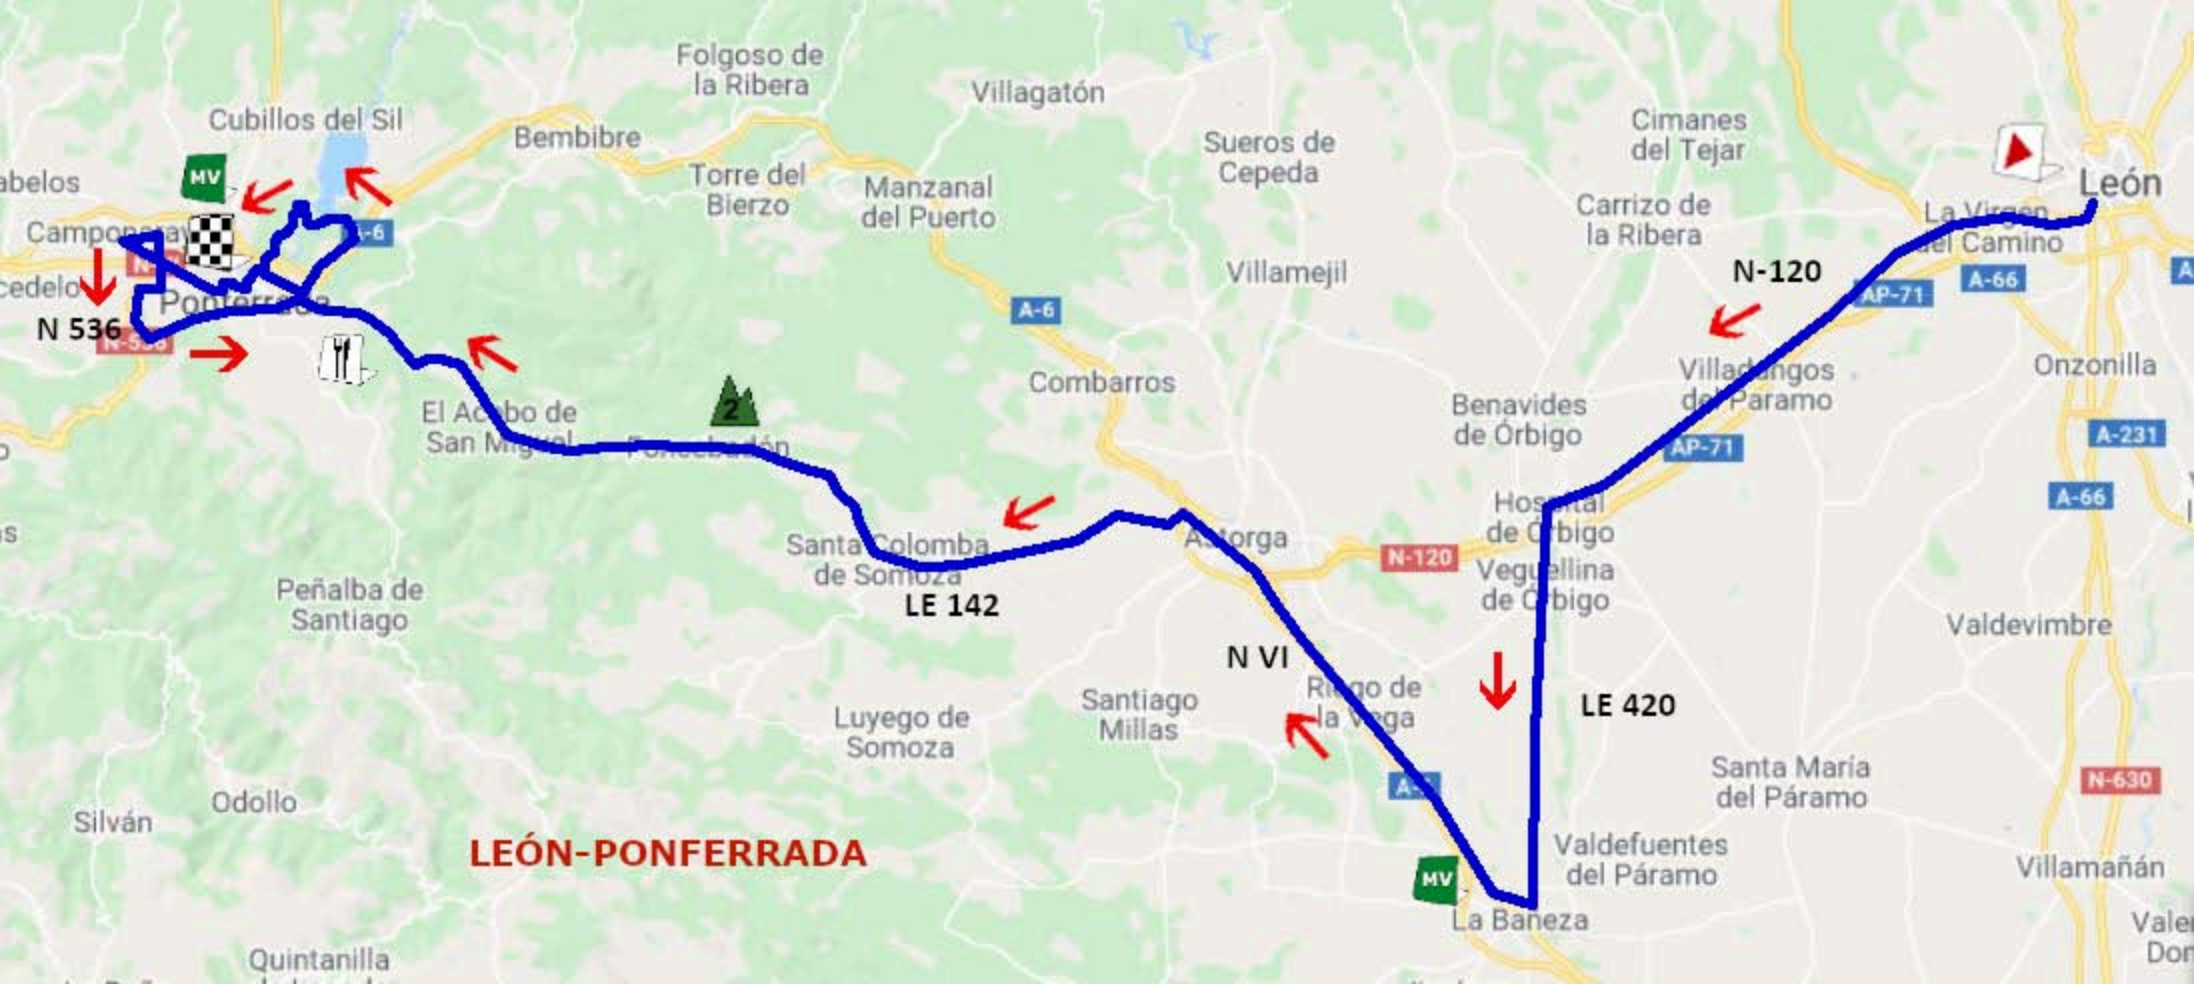 Folgoso de
la Ribera
Villagatón
Cubillos del Sil
Bembibre
Cimanes
del Tejar
Sueros de
Cepeda
MV
abelos
Torre del
Bierzo
Manzanal
del Puerto
León
Carrizo de
la Ribera
La Virgen
del Camino
A-6
N-120
Villamejil
A-66
AP-71
cedelo
Ponferrada
A-6
N 536
N-536
Villadangos
del Paramo
Onzonilla
Combarros
2
El Acebo de
San Miguel
Foncebadón
Benavides
de Órbigo
A-231
AP-71
A-66
Hospital
de Órbigo
Santa Colomba
de Somoza
Astorga
N-120
Veguellina
de Órbigo
LE 142
Peñalba de
Santiago
Valdevimbre
N VI
Riego de
la Vega
Santiago
Millas
LE 420
Luyego de
Somoza
Santa María
del Páramo
N-630
Odollo
Silván
LEÓN-PONFERRADA
Valdefuentes
del Páramo
Villamañán
MV
La Bañeza
Quintanilla